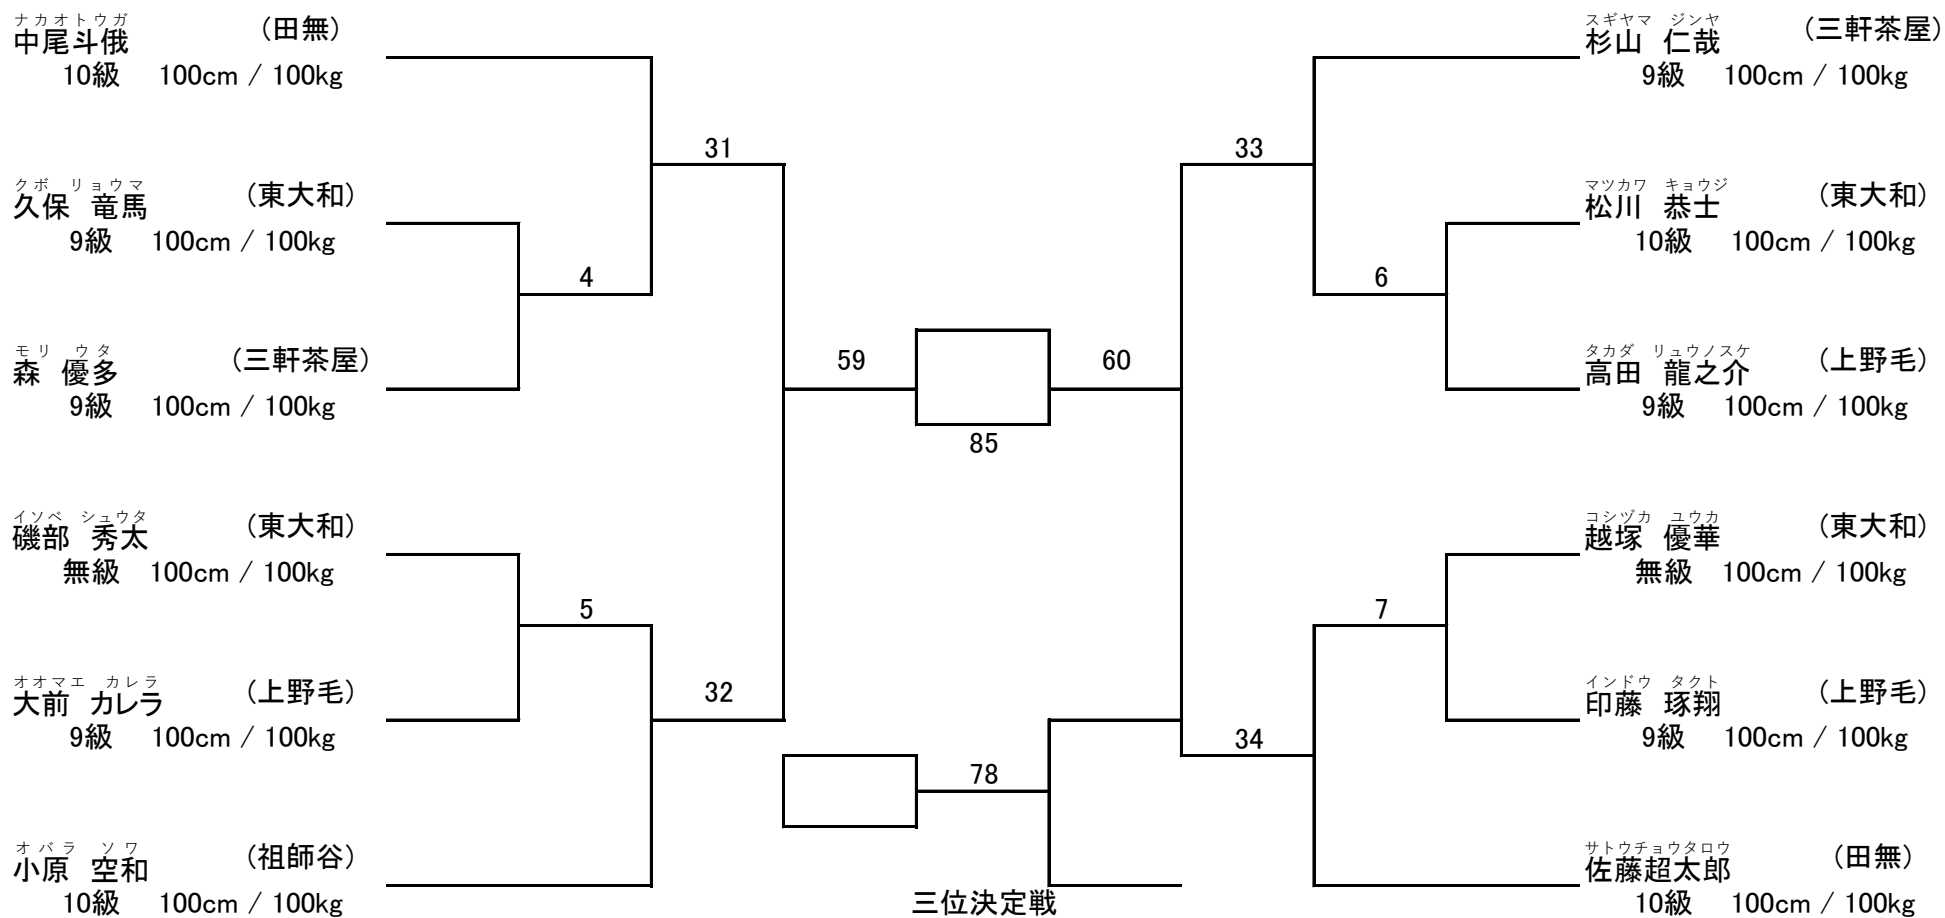 ナカオトウガ
中尾斗俄 (田無)
10級 100cm / 100kg
クボ リョウマ
久保 竜馬 (東大和)
9級 100cm / 100kg
モリ ウタ
森 優多 (三軒茶屋)
9級 100cm / 100kg
イソベ シュウタ
磯部 秀太 (東大和)
無級 100cm / 100kg
オオマエ カレラ
大前 カレラ (上野毛)
9級 100cm / 100kg
オバラ ソワ
小原 空和 (祖師谷)
10級 100cm / 100kg
31
4
5
32
59
85
60
78
三位決定戦
33
6
7
34
スギヤマ ジンヤ
杉山 仁哉 (三軒茶屋)
9級 100cm / 100kg
マツカワ キョウジ
松川 恭士 (東大和)
10級 100cm / 100kg
タカダ リュウノスケ
高田 龍之介 (上野毛)
9級 100cm / 100kg
コシヅカ ユウカ
越塚 優華 (東大和)
無級 100cm / 100kg
インドウ タクト
印藤 琢翔 (上野毛)
9級 100cm / 100kg
サトウチョウタロウ
佐藤超太郎 (田無)
10級 100cm / 100kg